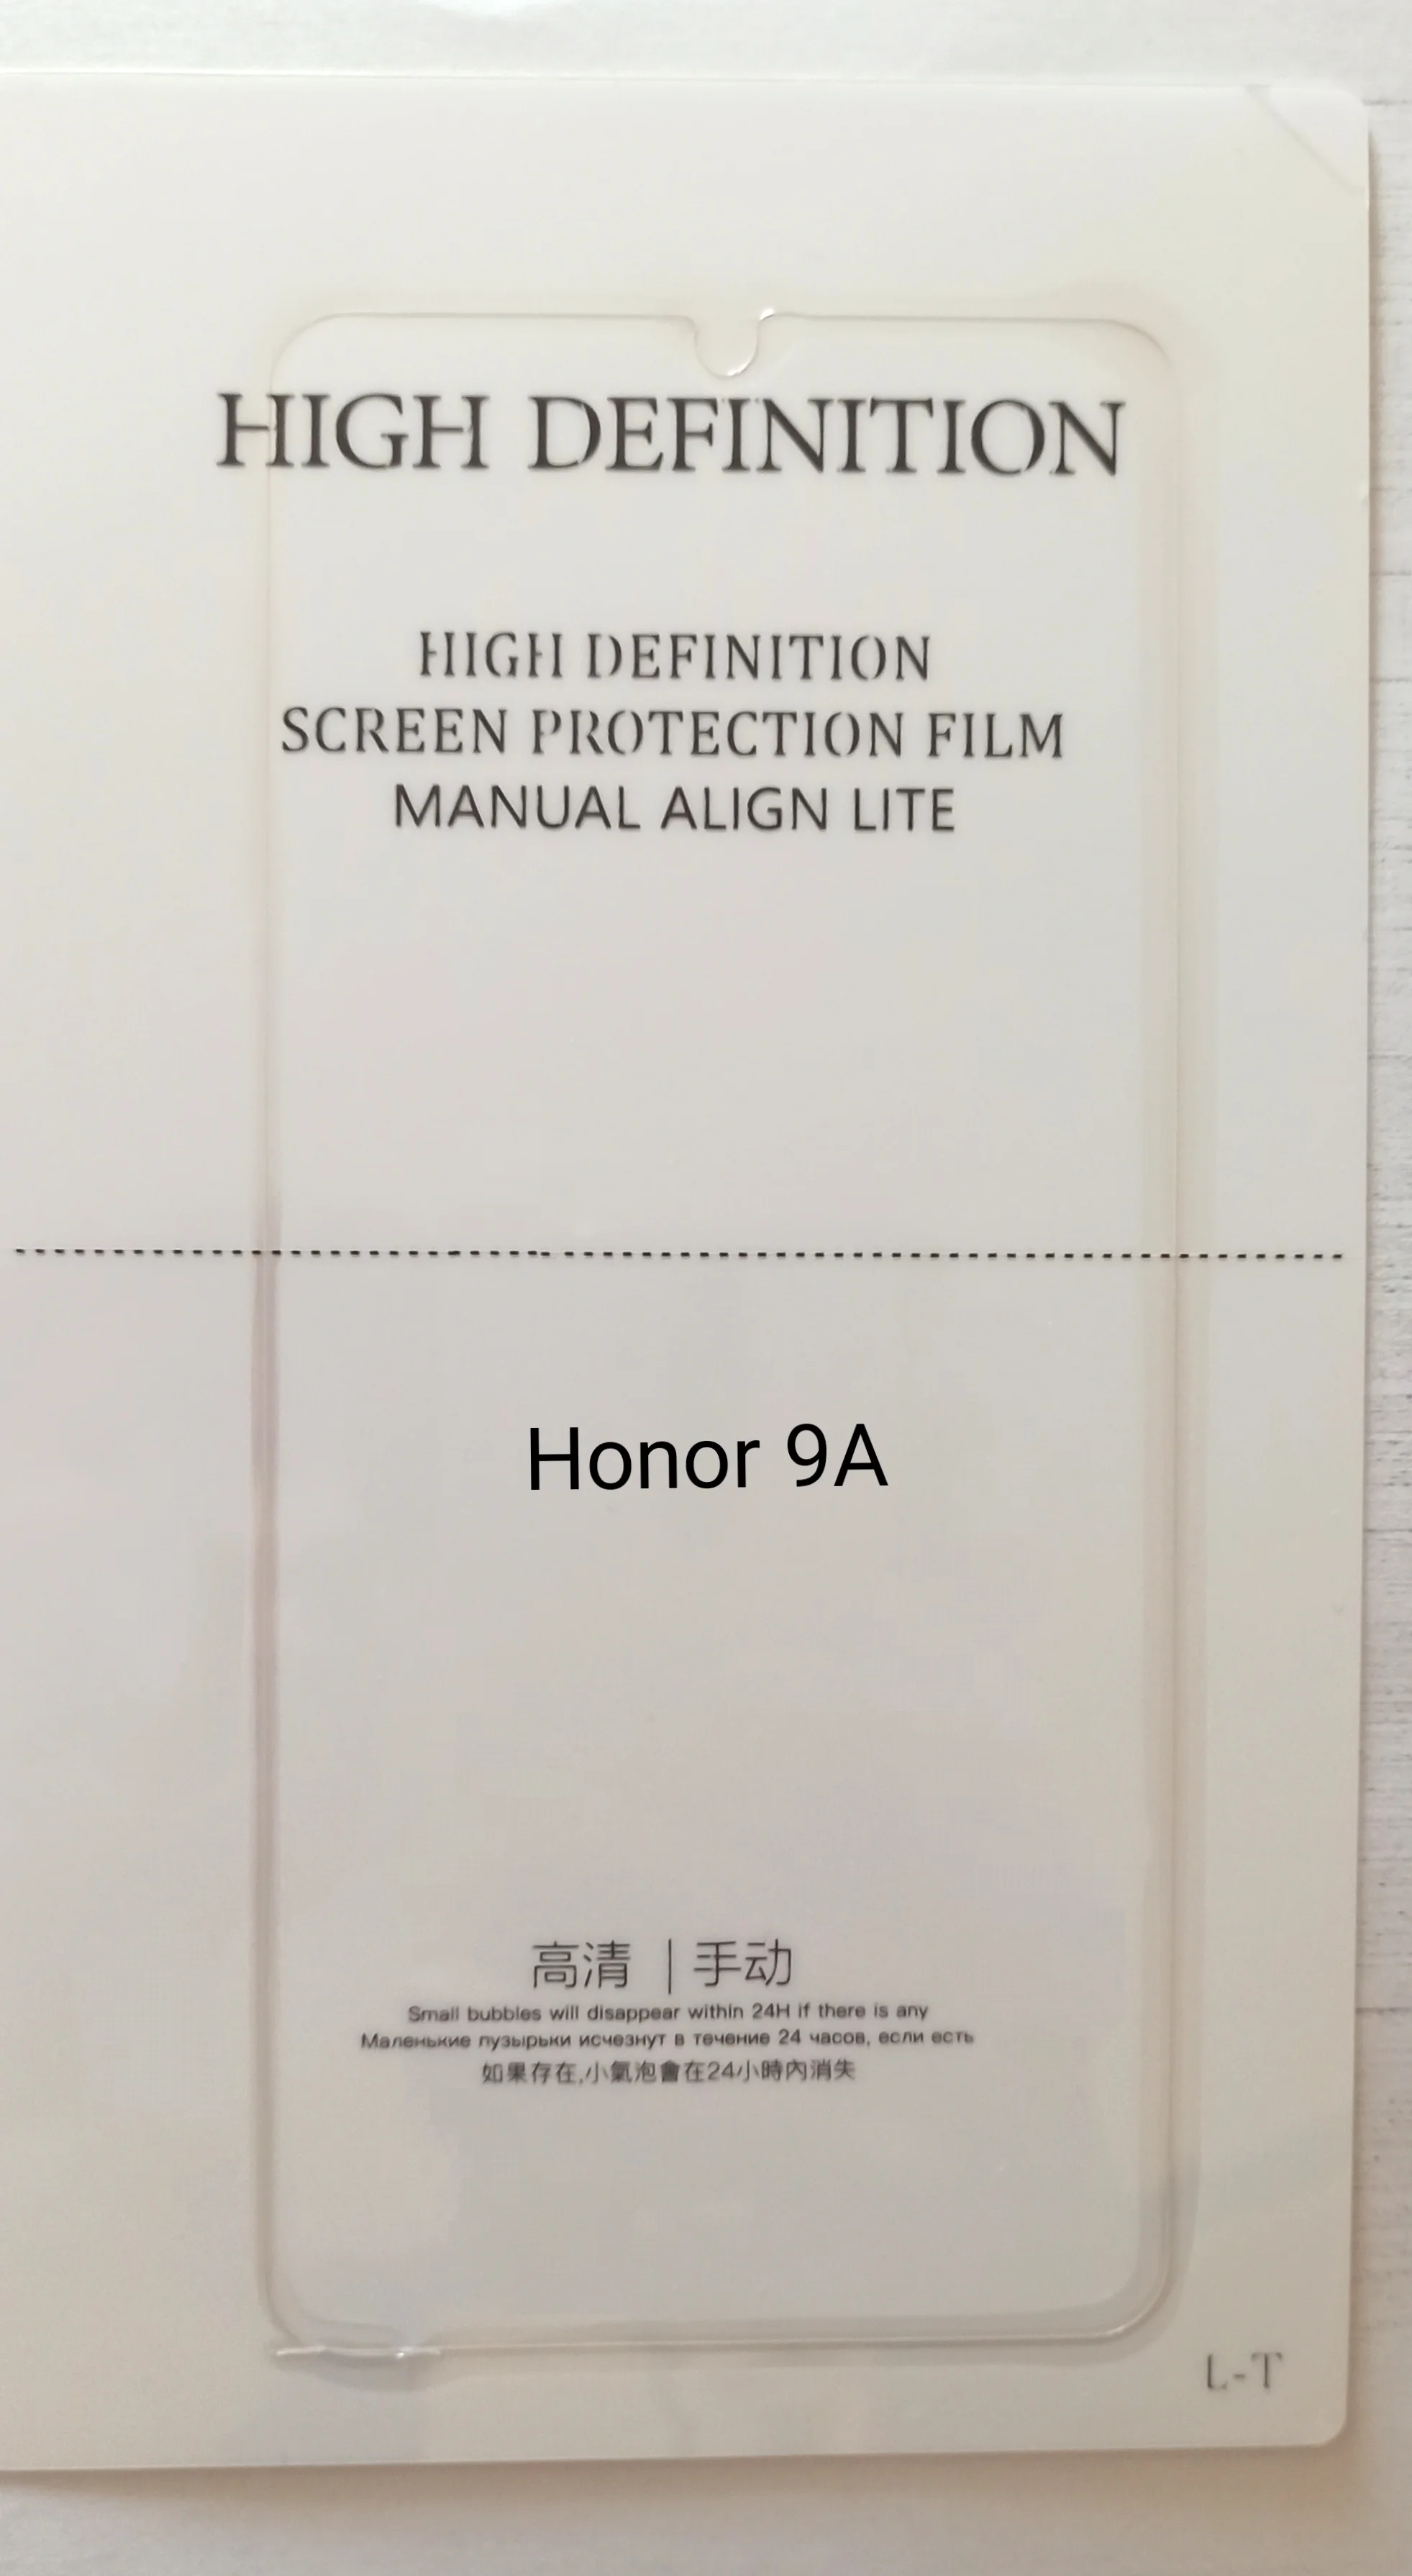 HIGH DEFINITION
HIGH DEFINITION
SCREEN PROTECTION FILM
MANUAL ALIGN LITE
Honor 9A
高清 | 手动
Small bubbles will disappear within 24H if there is any
Маленькие пузырьки исчезнут в течение 24 часов, если есть
如果存在,小氣泡會在24小時內消失
L-T